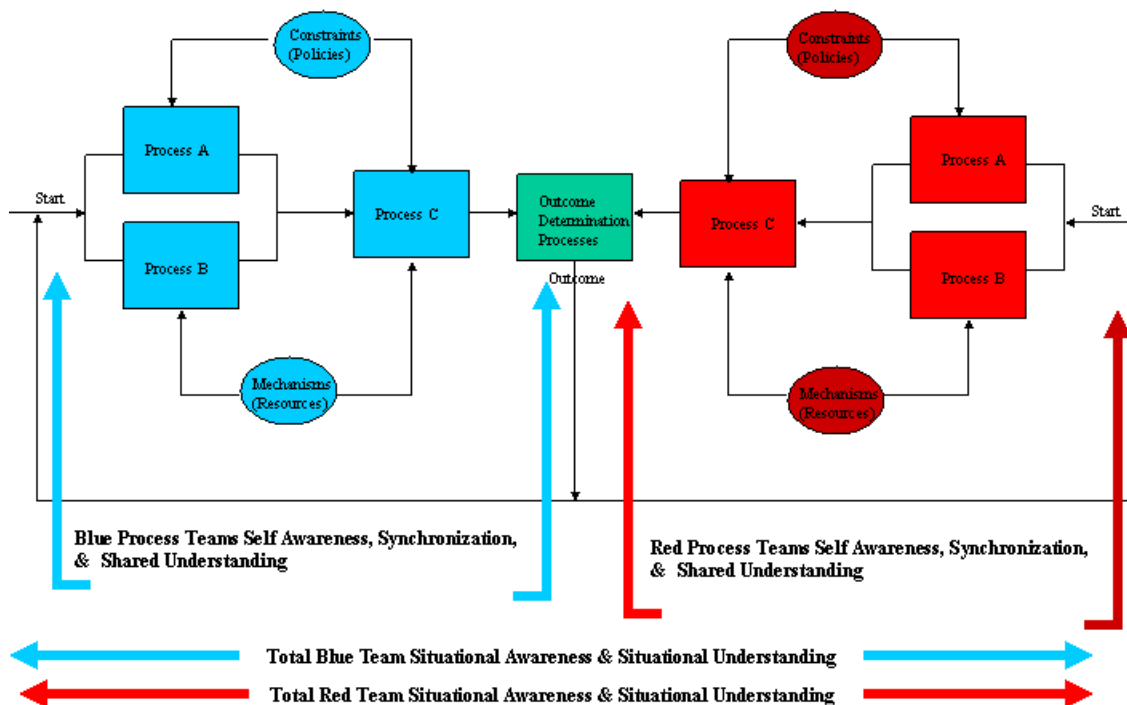 Constraints
(Policies)
Process A
Start
Process B
Process C
Mechanisms
(Resources)
Outcome
Determination
Processes
Outcome
Constraints
(Policies)
Process A
Start
Process C
Process B
Mechanisms
(Resources)
Blue Process Teams Self Awareness, Synchronization,
& Shared Understanding
Red Process Teams Self Awareness, Synchronization,
& Shared Understanding
Total Blue Team Situational Awareness & Situational Understanding
Total Red Team Situational Awareness & Situational Understanding